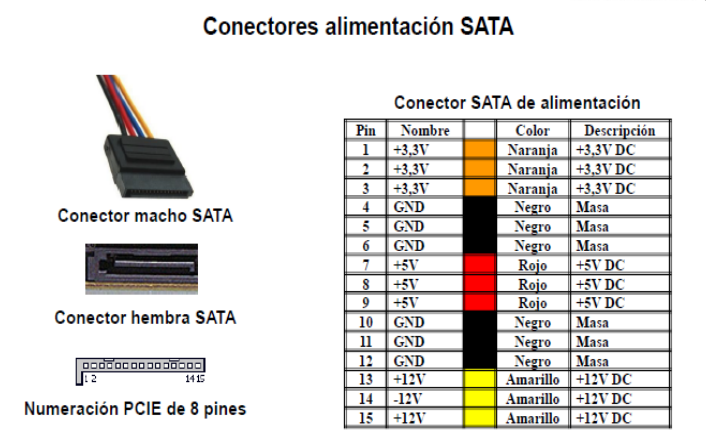 Conectores alimentación SATA
Conector macho SATA
Conector hembra SATA
1 2 14 15
Numeración PCIE de 8 pines
Conector SATA de alimentación
Pin Nombre Color Descripción
1 +3,3V Naranja +3,3V DC
2 +3,3V Naranja +3,3V DC
3 +3,3V Naranja +3,3V DC
4 GND Negro Masa
5 GND Negro Masa
6 GND Negro Masa
7 +5V Rojo +5V DC
8 +5V Rojo +5V DC
9 +5V Rojo +5V DC
10 GND Negro Masa
11 GND Negro Masa
12 GND Negro Masa
13 +12V Amarillo +12V DC
14 -12V Amarillo +12V DC
15 +12V Amarillo +12V DC